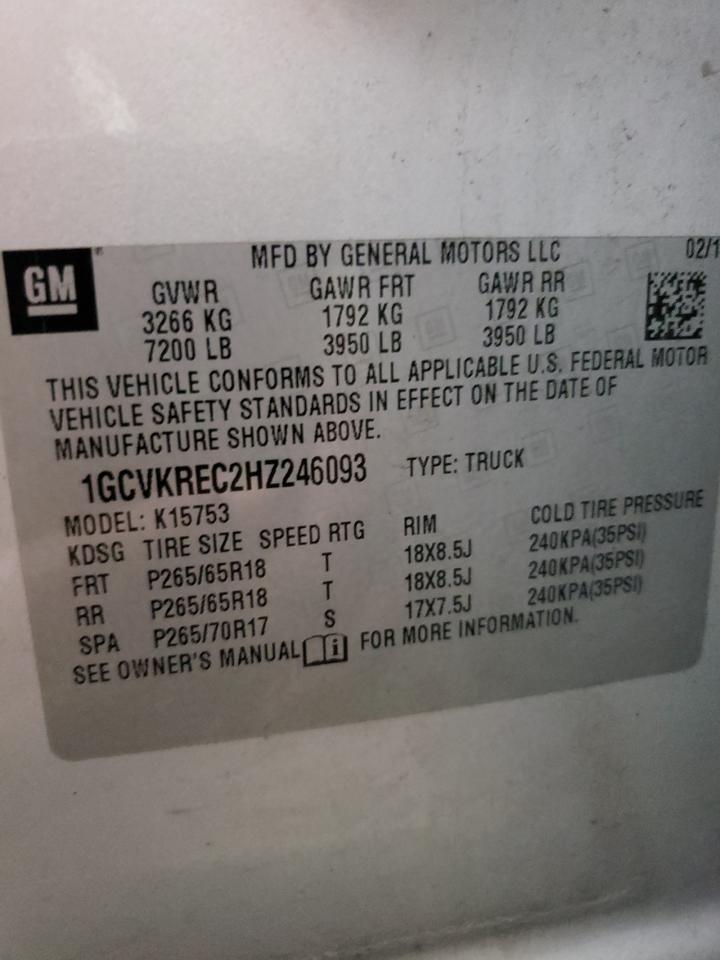 GM
MFD BY GENERAL MOTORS LLC 02/1
GVWR GAWR FRT GAWR RR
3266 KG 1792 KG 1792 KG
7200 LB 3950 LB 3950 LB
THIS VEHICLE CONFORMS TO ALL APPLICABLE U.S. FEDERAL MOTOR
VEHICLE SAFETY STANDARDS IN EFFECT ON THE DATE OF
MANUFACTURE SHOWN ABOVE.
1GCVKREC2HZ246093 TYPE: TRUCK
MODEL: K15753
KDSG TIRE SIZE SPEED RTG RIM COLD TIRE PRESSURE
FRT P265/65R18 T 18X8.5J 240KPA(35PSI)
RR P265/65R18 T 18X8.5J 240KPA(35PSI)
SPA P265/70R17 S 17X7.5J 240KPA(35PSI)
SEE OWNER'S MANUAL i FOR MORE INFORMATION.